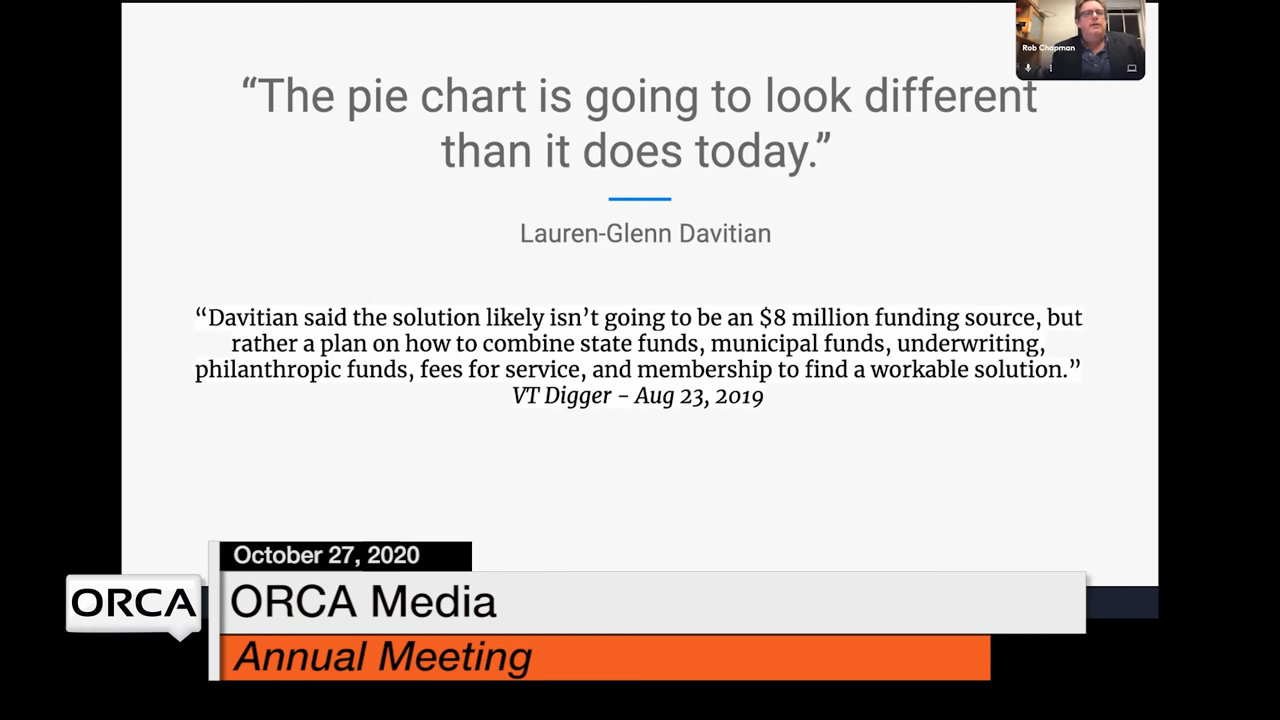 Rob Chapman
“The pie chart is going to look different
than it does today.”
Lauren-Glenn Davitian
“Davitian said the solution likely isn’t going to be an $8 million funding source, but
rather a plan on how to combine state funds, municipal funds, underwriting,
philanthropic funds, fees for service, and membership to find a workable solution.”
VT Digger - Aug 23, 2019
October 27, 2020
ORCA
ORCA Media
Annual Meeting